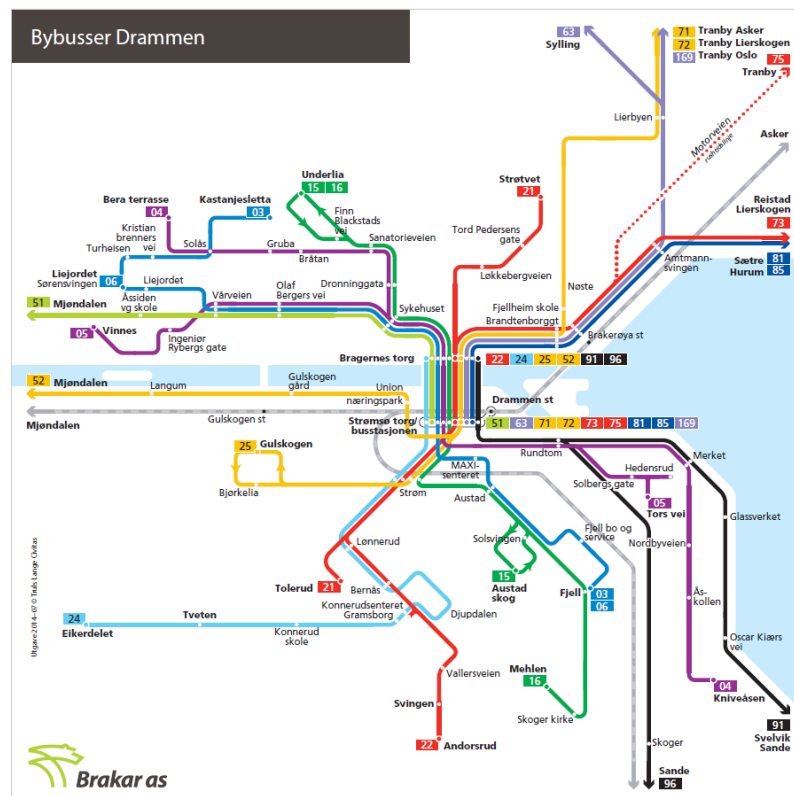 Bybusser Drammen
63
Sylling
71 Tranby Asker
72 Tranby Lierskogen
169 Tranby Oslo
75
Tranby
Motorveien
Asker
Lierbyen
Underlia
15 16
Strøtvet
21
Bera terrasse
04
Kastanjesletta
03
Finn
Blackstads
vei
Sanatorieveien
Tord Pedersens
gate
Løkkebergveien
Reistad
Lierskogen
73
Kristian
brenners
vei
Turheisen
Solås
Gruba
Bråtan
Dronninggata
Amtmann-
svingen
Sætre 81
Hurum 85
Liejordet
Sørensvingen
06
Liejordet
Åssiden
vg skole
Vårveien
Olaf
Bergers vei
Sykehuset
Nøste
Fjellheim skole
Brandtenborggt
Brakerøya st
51 Mjøndalen
05 Vinnes
Ingeniør
Rybergs gate
Bragernes torg
22 24 25 52 91 96
52 Mjøndalen
Langum
Gulskogen
gård
Union
næringspark
Drammen st
Mjøndalen
Gulskogen st
Strømsø torg/
busstasjonen
51 63 71 72 73 75 81 85 169
25 Gulskogen
Bjørkelia
Strøm
MAXI-
senteret
Austad
Rundtom
Solbergs gate
Hedensrud
Merket
05
Tors vei
Glassverket
Solsvingen
Fjell bo og
service
Nordbyveien
Lønnerud
Tolerud
21
Bernås
15
Austad
skog
Fjell 03
06
Ås-
kollen
Konnerudsenteret
Gramsborg
Djupdalen
24
Eikerdelet
Tveten
Konnerud
skole
Oscar Kiærs
vei
Vallersveien
Mehlen
16
04
Kniveåsen
Svingen
Skoger kirke
22 Andorsrud
Skoger
91
Svelvik
Sande
Sande
96
Utgave 2 014–07 © Truls Lange Civitas
Brakar as